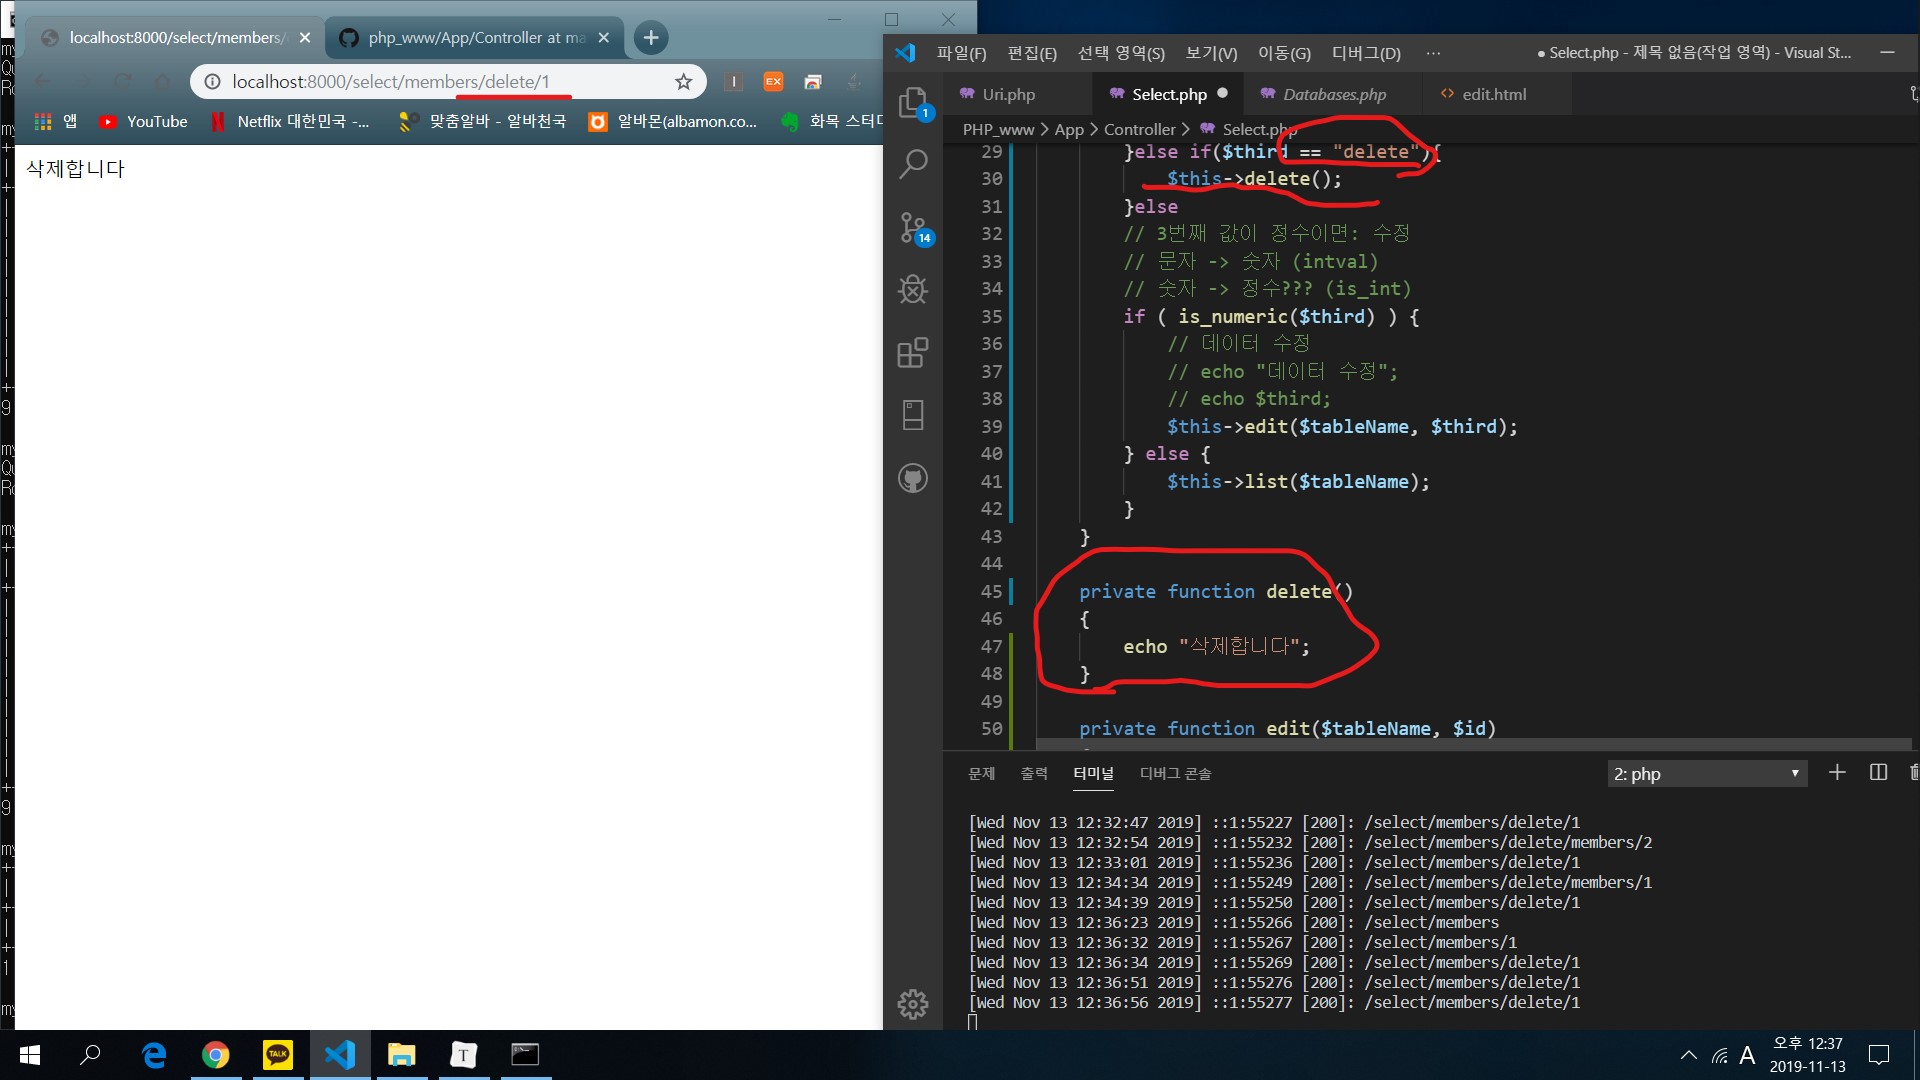 localhost:8000/select/members/
php_www/App/Controller at ma
localhost:8000/select/members/delete/1
앱
YouTube
Netflix 대한민국 -...
맞춤알바 - 알바천국
알바몬(albamon.co...
화목 스터디
삭제합니다
파일(F) 편집(E) 선택 영역(S) 보기(V) 이동(G) 디버그(D) ...
● Select.php - 제목 없음(작업 영역) - Visual St...
Uri.php
Select.php ●
Databases.php
edit.html
PHP_www > App > Controller > Select.php
1
14
29 }else if($third == "delete"){
30 $this->delete();
31 }else
32 // 3번째 값이 정수이면: 수정
33 // 문자 -> 숫자 (intval)
34 // 숫자 -> 정수??? (is_int)
35 if ( is_numeric($third) ) {
36 // 데이터 수정
37 // echo "데이터 수정";
38 // echo $third;
39 $this->edit($tableName, $third);
40 } else {
41 $this->list($tableName);
42 }
43 }
44
45 private function delete()
46 {
47 echo "삭제합니다";
48 }
49
50 private function edit($tableName, $id)
문제 출력 터미널 디버그 콘솔
2: php
[Wed Nov 13 12:32:47 2019] ::1:55227 [200]: /select/members/delete/1
[Wed Nov 13 12:32:54 2019] ::1:55232 [200]: /select/members/delete/members/2
[Wed Nov 13 12:33:01 2019] ::1:55236 [200]: /select/members/delete/1
[Wed Nov 13 12:34:34 2019] ::1:55249 [200]: /select/members/delete/members/1
[Wed Nov 13 12:34:39 2019] ::1:55250 [200]: /select/members/delete/1
[Wed Nov 13 12:36:23 2019] ::1:55266 [200]: /select/members
[Wed Nov 13 12:36:32 2019] ::1:55267 [200]: /select/members/1
[Wed Nov 13 12:36:34 2019] ::1:55269 [200]: /select/members/delete/1
[Wed Nov 13 12:36:51 2019] ::1:55276 [200]: /select/members/delete/1
[Wed Nov 13 12:36:56 2019] ::1:55277 [200]: /select/members/delete/1
TALK
T
A
오후 12:37
2019-11-13